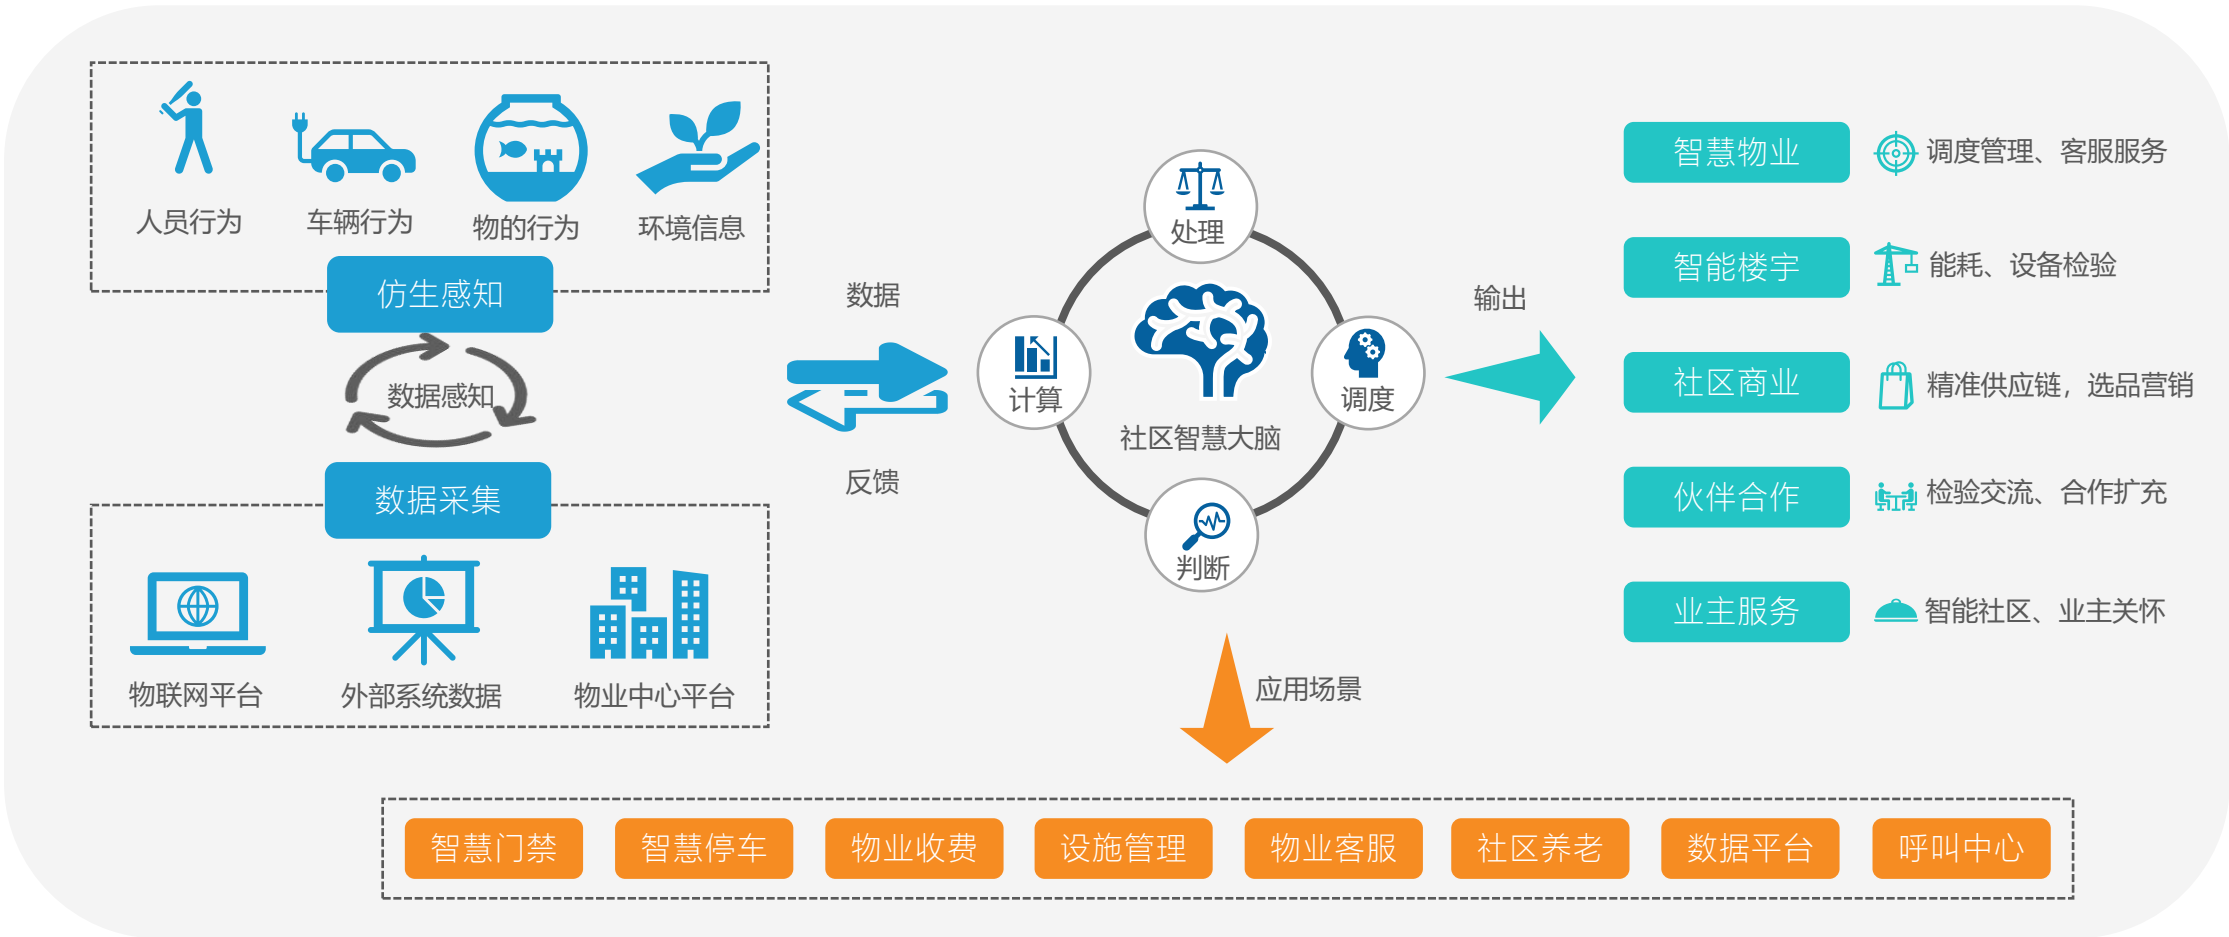 人员行为
车辆行为
物的行为
环境信息
仿生感知
数据感知
数据采集
物联网平台
外部系统数据
物业中心平台
数据
反馈
处理
计算
调度
判断
社区智慧大脑
输出
智慧物业
调度管理、客服服务
智能楼宇
能耗、设备检验
社区商业
精准供应链，选品营销
伙伴合作
检验交流、合作扩充
业主服务
智能社区、业主关怀
应用场景
智慧门禁
智慧停车
物业收费
设施管理
物业客服
社区养老
数据平台
呼叫中心